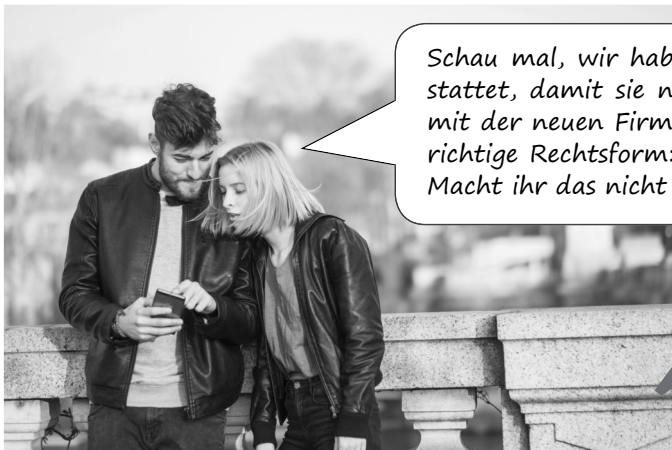 Schau mal, wir hab
stattet, damit sie n
mit der neuen Firm
richtige Rechtsform:
Macht ihr das nicht